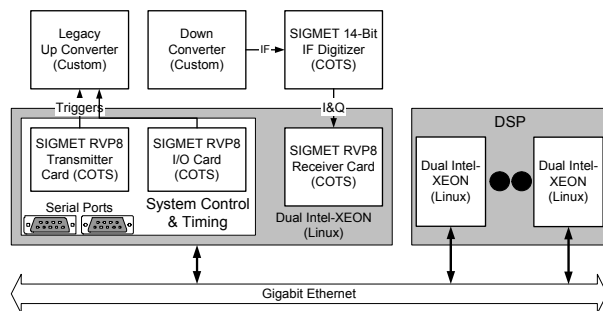 Legacy
Up Converter
(Custom)
Down
Converter
(Custom)
IF
SIGMET 14-Bit
IF Digitizer
(COTS)
Triggers
I&Q
SIGMET RVP8
Transmitter
Card (COTS)
SIGMET RVP8
I/O Card
(COTS)
SIGMET RVP8
Receiver Card
(COTS)
Serial Ports
System Control
& Timing
Dual Intel-XEON
(Linux)
DSP
Dual Intel-
XEON
(Linux)
Dual Intel-
XEON
(Linux)
Gigabit Ethernet